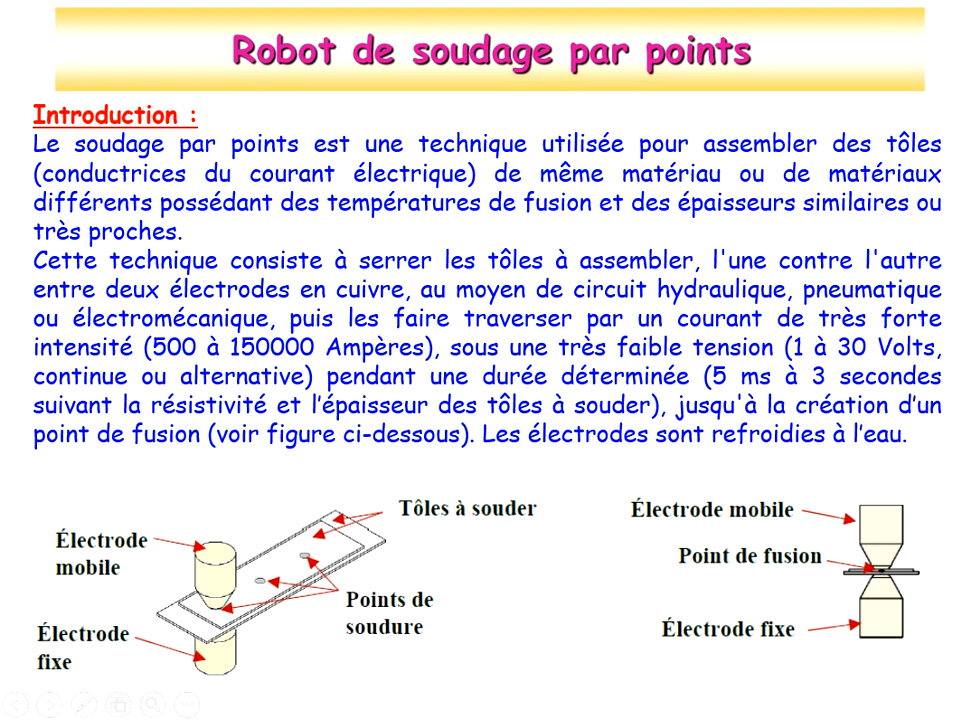 Robot de soudage par points
Introduction :
Le soudage par points est une technique utilisée pour assembler des tôles
(conductrices du courant électrique) de même matériau ou de matériaux
différents possédant des températures de fusion et des épaisseurs similaires ou
très proches.
Cette technique consiste à serrer les tôles à assembler, l'une contre l'autre
entre deux électrodes en cuivre, au moyen de circuit hydraulique, pneumatique
ou électromécanique, puis les faire traverser par un courant de très forte
intensité (500 à 150000 Ampères), sous une très faible tension (1 à 30 Volts,
continue ou alternative) pendant une durée déterminée (5 ms à 3 secondes
suivant la résistivité et l’épaisseur des tôles à souder), jusqu'à la création d’un
point de fusion (voir figure ci-dessous). Les électrodes sont refroidies à l’eau.
Tôles à souder
Électrode
mobile
Points de
soudure
Électrode
fixe
Électrode mobile
Point de fusion
Électrode fixe